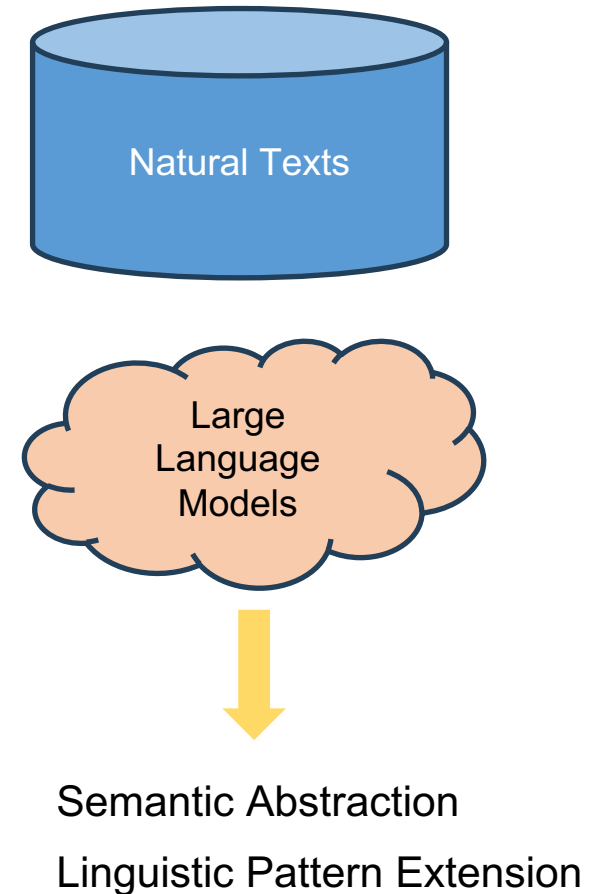 Natural Texts
Large
Language
Models
Semantic Abstraction
Linguistic Pattern Extension